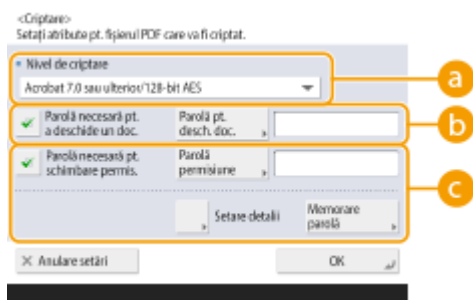 <Criptare>
Setați atribute pt. fișierul PDF care va fi criptat.
Nivel de criptare
Acrobat 7.0 sau ulterior/128-bit AES
a
Parolă necesară pt.
a deschide un doc.
Parolă pt.
desch. doc.
b
Parolă necesară pt.
schimbare permis.
Parolă
permisiune
c
Setare detalii
Memorare
parolă
Anulare setări
OK